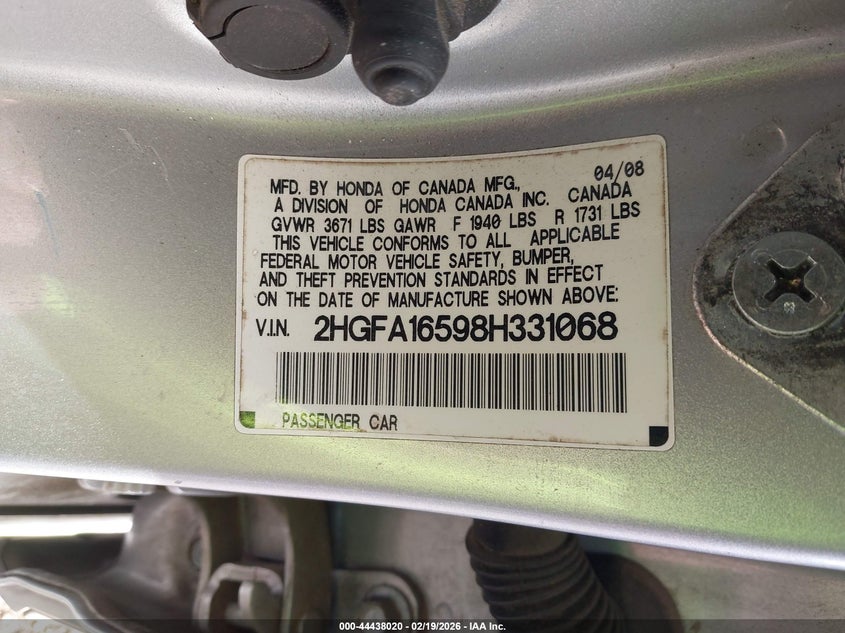 04/08
MFD. BY HONDA OF CANADA MFG.,
A DIVISION OF HONDA CANADA INC. CANADA
GVWR 3671 LBS GAWR F 1940 LBS R 1731 LBS
THIS VEHICLE CONFORMS TO ALL APPLICABLE
FEDERAL MOTOR VEHICLE SAFETY, BUMPER,
AND THEFT PREVENTION STANDARDS IN EFFECT
ON THE DATE OF MANUFACTURE SHOWN ABOVE:
V.I.N. 2HGFA16598H331068
PASSENGER CAR
000-44438020 - 02/19/2026 - IAA Inc.